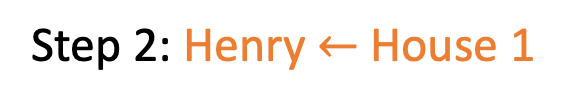 Step 2: Henry ← House 1